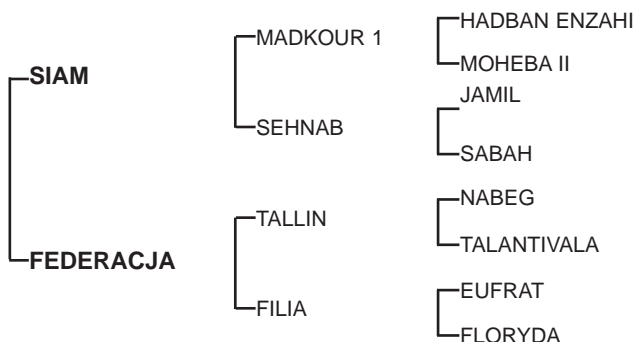 HADBAN ENZAHI
MADKOUR 1
MOHEBA II
SIAM
JAMIL
SEHNAB
SABAH
NABEG
TALLIN
TALANTIVALA
FEDERACJA
EUFRAT
FILIA
FLORYDA